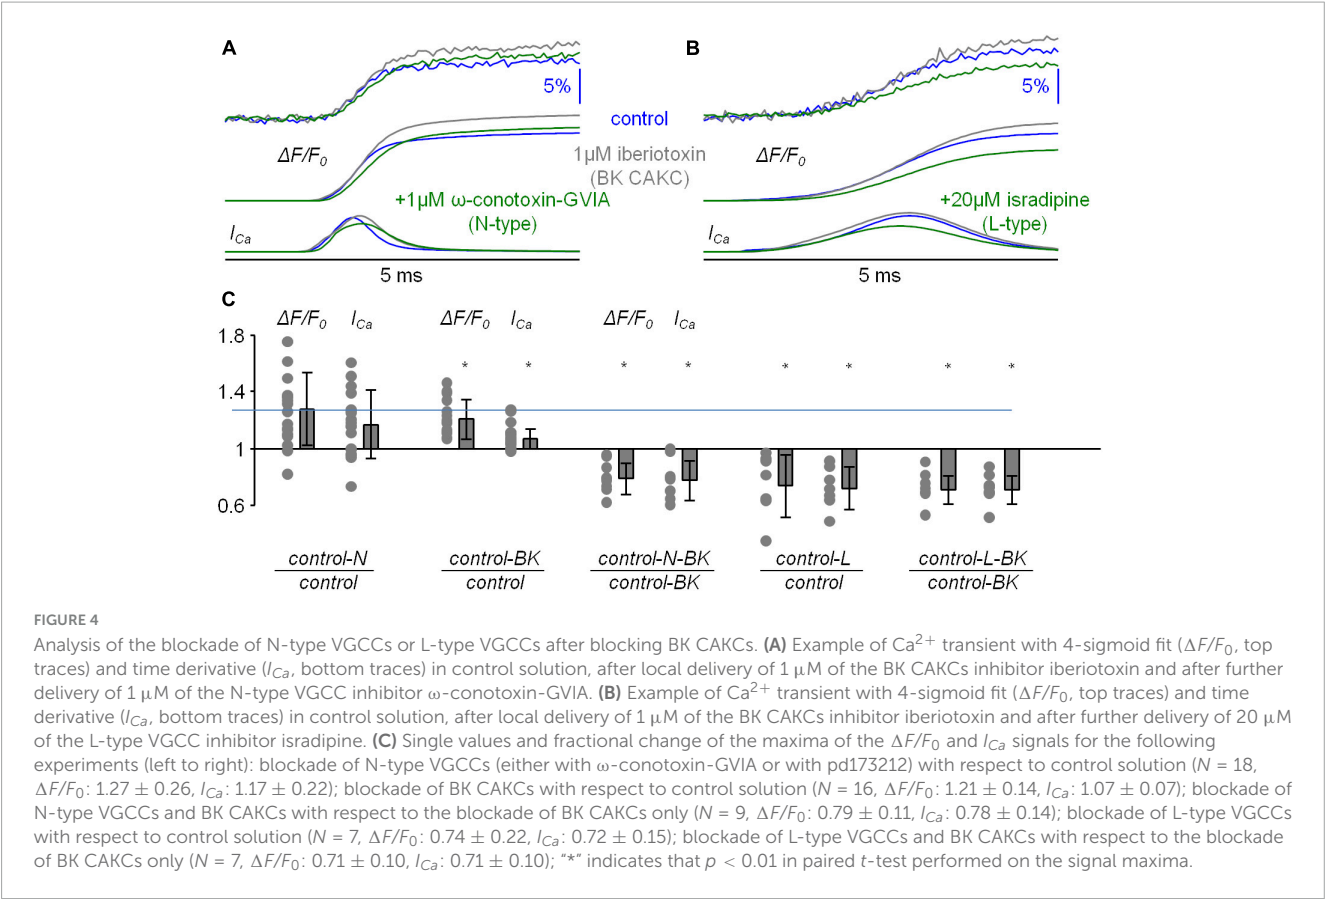 A
B
5%
5%
control
ΔF/F0
1μM iberiotoxin
(BK CAKC)
ΔF/F0
+1μM ω-conotoxin-GVIA
(N-type)
+20μM isradipine
(L-type)
ICa
ICa
5 ms
5 ms
C
ΔF/F0 ICa ΔF/F0 ICa ΔF/F0 ICa
1.8
* * * * * * * *
1.4
1
0.6
control-N control-BK control-N-BK control-L control-L-BK
control control control-BK control control-BK
FIGURE 4
Analysis of the blockade of N-type VGCCs or L-type VGCCs after blocking BK CAKCs. (A) Example of Ca2+ transient with 4-sigmoid fit (ΔF/F0, top
traces) and time derivative (ICa, bottom traces) in control solution, after local delivery of 1 μM of the BK CAKCs inhibitor iberiotoxin and after further
delivery of 1 μM of the N-type VGCC inhibitor ω-conotoxin-GVIA. (B) Example of Ca2+ transient with 4-sigmoid fit (ΔF/F0, top traces) and time
derivative (ICa, bottom traces) in control solution, after local delivery of 1 μM of the BK CAKCs inhibitor iberiotoxin and after further delivery of 20 μM
of the L-type VGCC inhibitor isradipine. (C) Single values and fractional change of the maxima of the ΔF/F0 and ICa signals for the following
experiments (left to right): blockade of N-type VGCCs (either with ω-conotoxin-GVIA or with pd173212) with respect to control solution (N = 18,
ΔF/F0: 1.27 ± 0.26, ICa: 1.17 ± 0.22); blockade of BK CAKCs with respect to control solution (N = 16, ΔF/F0: 1.21 ± 0.14, ICa: 1.07 ± 0.07); blockade of
N-type VGCCs and BK CAKCs with respect to the blockade of BK CAKCs only (N = 9, ΔF/F0: 0.79 ± 0.11, ICa: 0.78 ± 0.14); blockade of L-type VGCCs
with respect to control solution (N = 7, ΔF/F0: 0.74 ± 0.22, ICa: 0.72 ± 0.15); blockade of L-type VGCCs and BK CAKCs with respect to the blockade
of BK CAKCs only (N = 7, ΔF/F0: 0.71 ± 0.10, ICa: 0.71 ± 0.10); "*" indicates that p < 0.01 in paired t-test performed on the signal maxima.